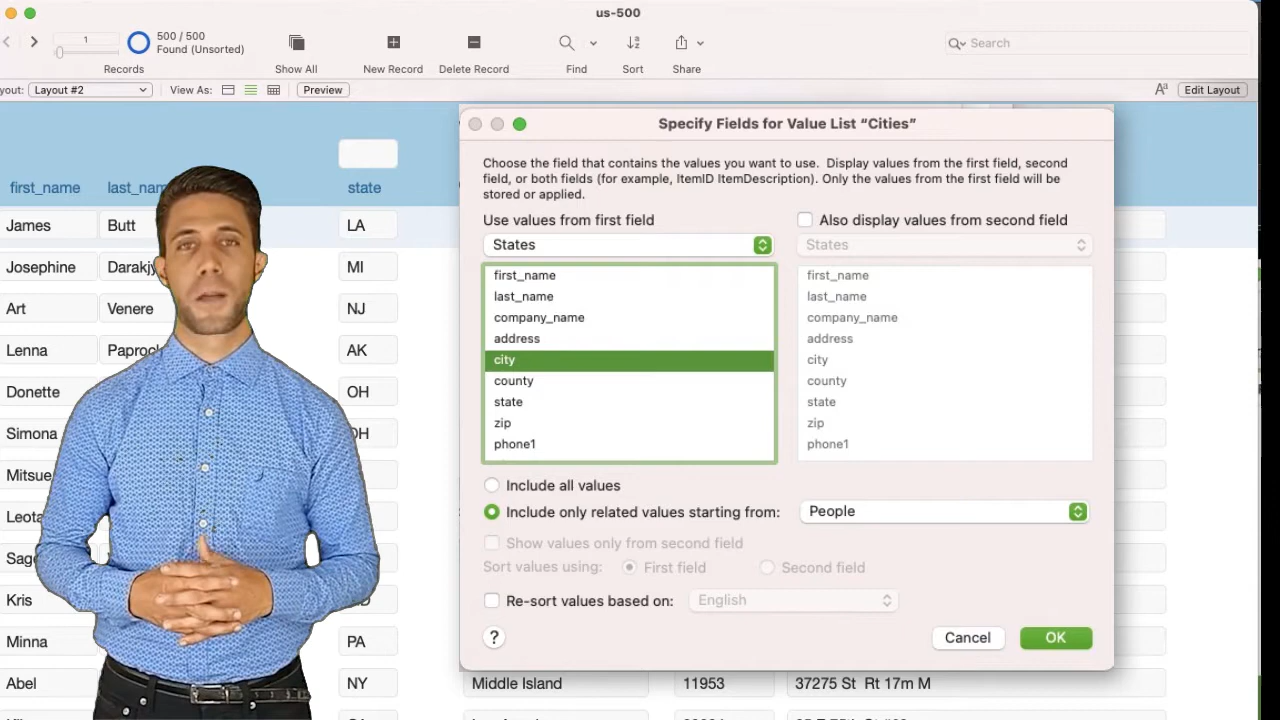 us-500
1
500 / 500
Found (Unsorted)
Search
Records
Show All
New Record
Delete Record
Find
Sort
Share
yout:
Layout #2
View As:
Preview
Edit Layout
first_name
state
James
Butt
LA
Josephine
MI
Art
Venere
NJ
Lenna
AK
Donette
OH
Simona
OH
Kris
Minna
PA
Abel
NY
Middle Island
11953
37275 St Rt 17m M
Specify Fields for Value List “Cities”
Choose the field that contains the values you want to use. Display values from the first field, second
field, or both fields (for example, ItemID ItemDescription). Only the values from the first field will be
stored or applied.
Use values from first field
Also display values from second field
States
States
first_name
last_name
company_name
address
city
county
state
zip
phone1
first_name
last_name
company_name
address
city
county
state
zip
phone1
Include all values
Include only related values starting from:
People
Show values only from second field
Sort values using:
First field
Second field
Re-sort values based on:
English
?
Cancel
OK